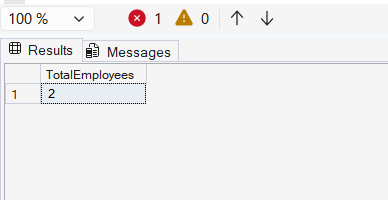 100 % 1 0
Results Messages
TotalEmployees
1 2